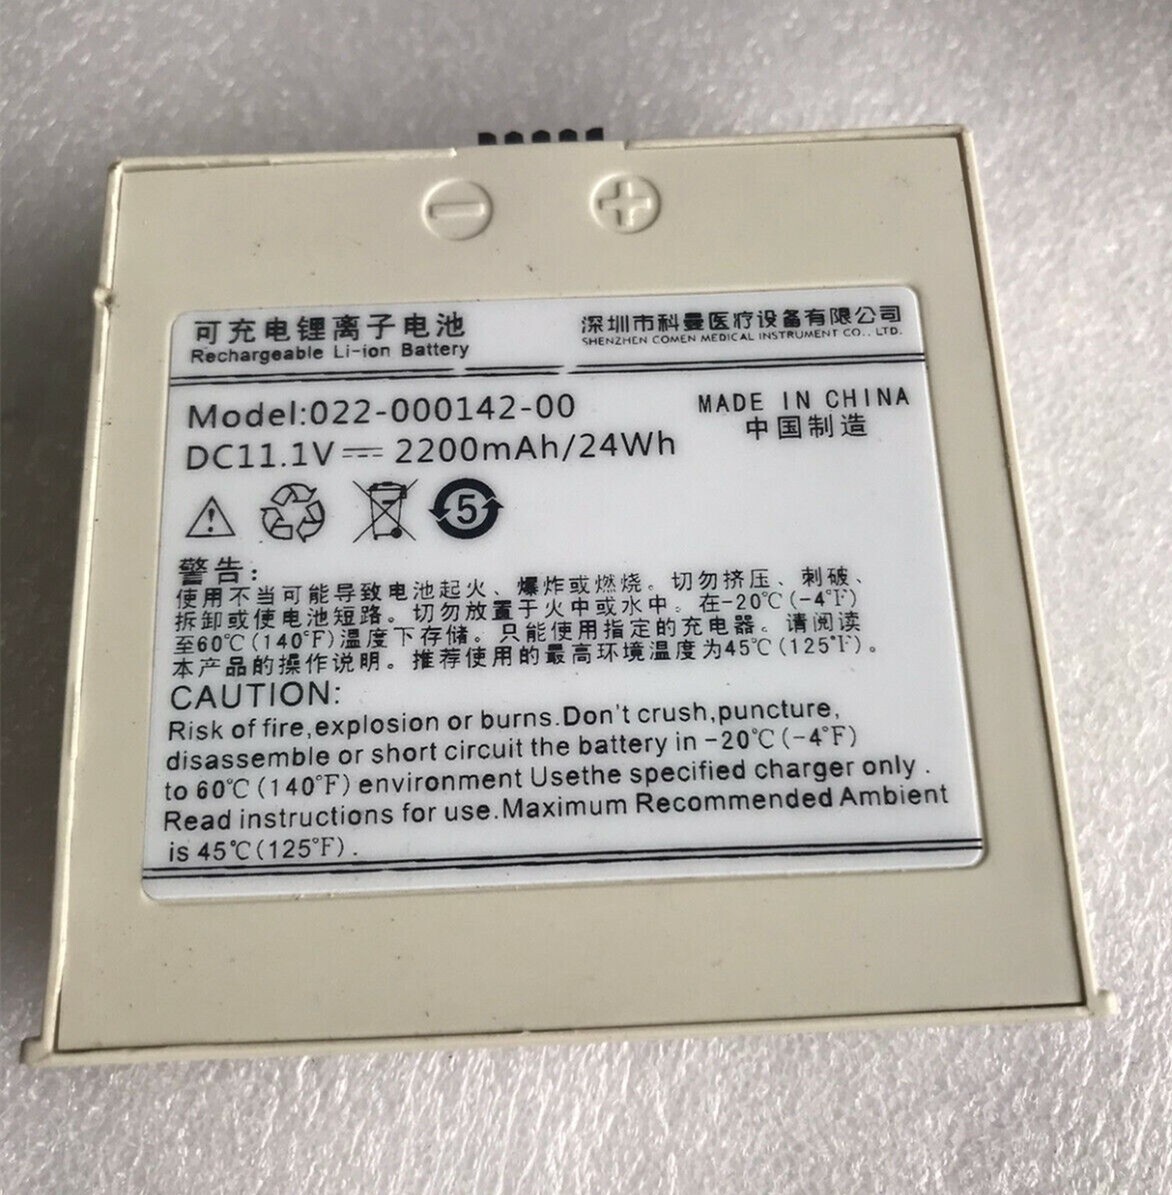 可充电锂离子电池
Rechargeable Li-ion Battery
深圳市科曼医疗设备有限公司
SHENZHEN COMEN MEDICAL INSTRUMENT CO., LTD.
Model:022-000142-00
DC11.1V⎓ 2200mAh/24Wh
MADE IN CHINA
中国制造
5
警告:
使用不当可能导致电池起火、爆炸或燃烧。切勿挤压、刺破、
拆卸或使电池短路。切勿放置于火中或水中。在-20℃(-4℉)
至60℃(140℉)温度下存储。只能使用指定的充电器。请阅读
本产品的操作说明。推荐使用的最高环境温度为45℃(125℉)。
CAUTION:
Risk of fire,explosion or burns.Don't crush,puncture,
disassemble or short circuit the battery in -20℃(-4℉)
to 60℃(140℉) environment Usethe specified charger only .
Read instructions for use.Maximum Recommended Ambient
is 45℃(125℉).